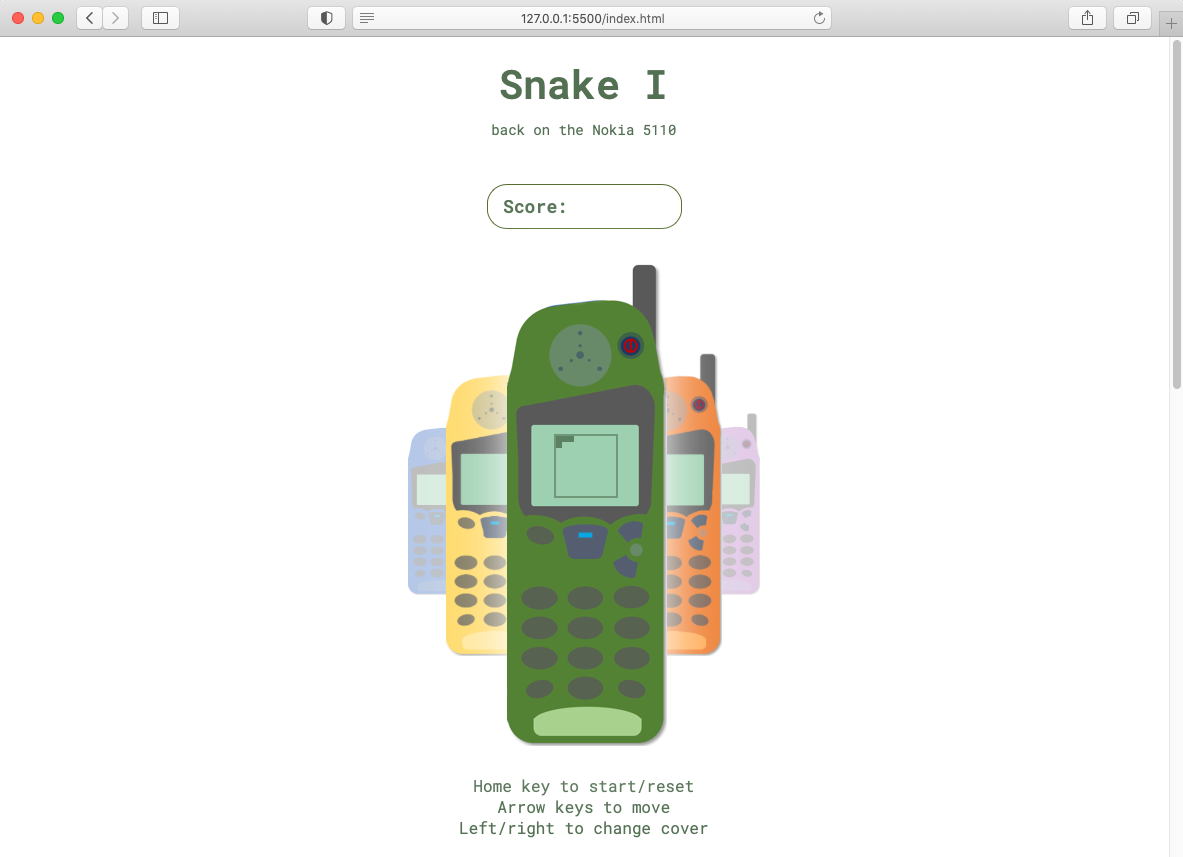 127.0.0.1:5500/index.html
Snake I
back on the Nokia 5110
Score:
Home key to start/reset
Arrow keys to move
Left/right to change cover